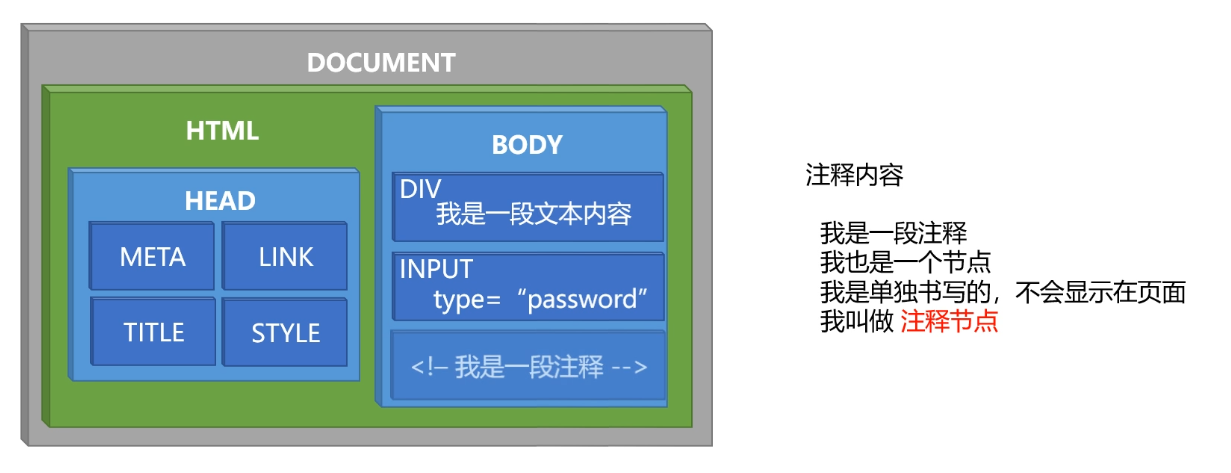 DOCUMENT
HTML
HEAD
META
LINK
TITLE
STYLE
BODY
DIV
我是一段文本内容
INPUT
type=“password”
<!– 我是一段注释 -->
注释内容
我是一段注释
我也是一个节点
我是单独书写的，不会显示在页面
我叫做 注释节点